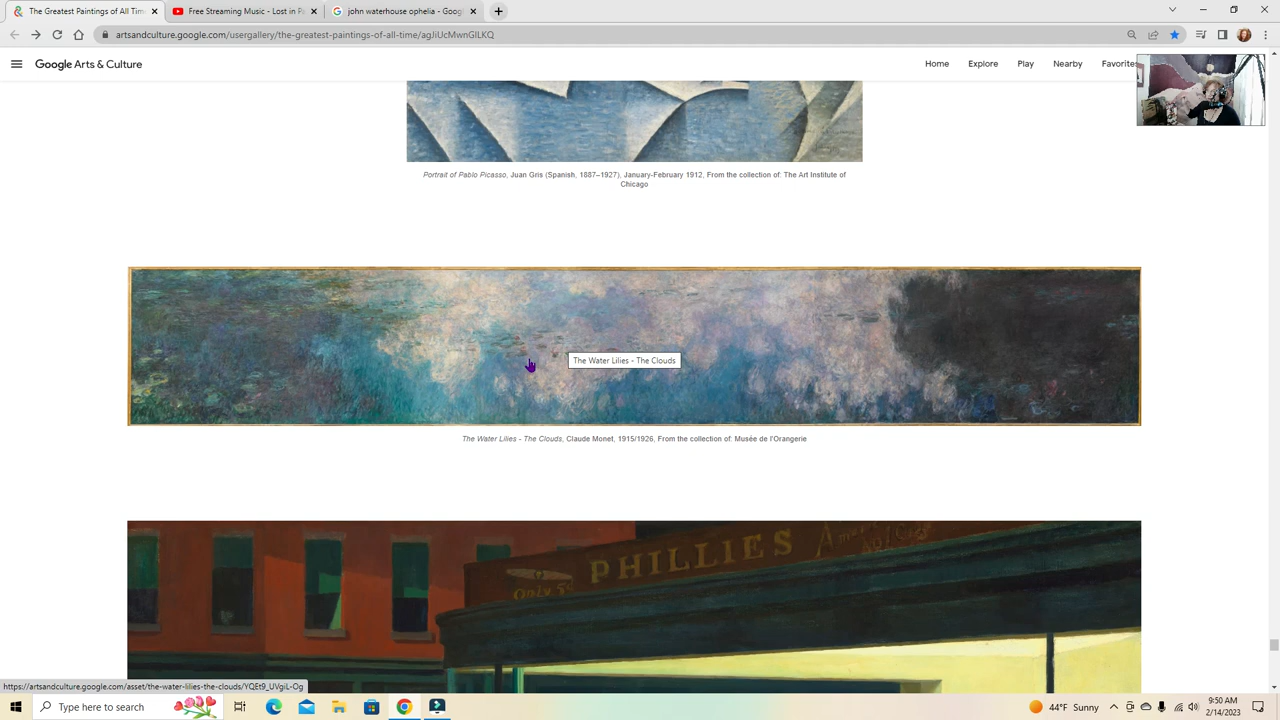 The Greatest Paintings of All Tim
YouTube Streaming Music - Lost in F
john waterhouse ophelia - Goog
artsandculture.google.com/usergallery/the-greatest-paintings-of-all-time/agJiUcMwnGILKQ
Google Arts & Culture
Home
Explore
Play
Nearby
Favorites
Portrait of Pablo Picasso, Juan Gris (Spanish, 1887–1927), January-February 1912, From the collection of: The Art Institute of
Chicago
The Water Lilies - The Clouds
The Water Lilies - The Clouds, Claude Monet, 1915/1926, From the collection of: Musée de l'Orangerie
PHILLIES
Only 5¢
https://artsandculture.google.com/asset/the-water-lilies-the-clouds/YQEt9_UVgiL-Og
Type here to search
44°F Sunny
9:50 AM
2/14/2023